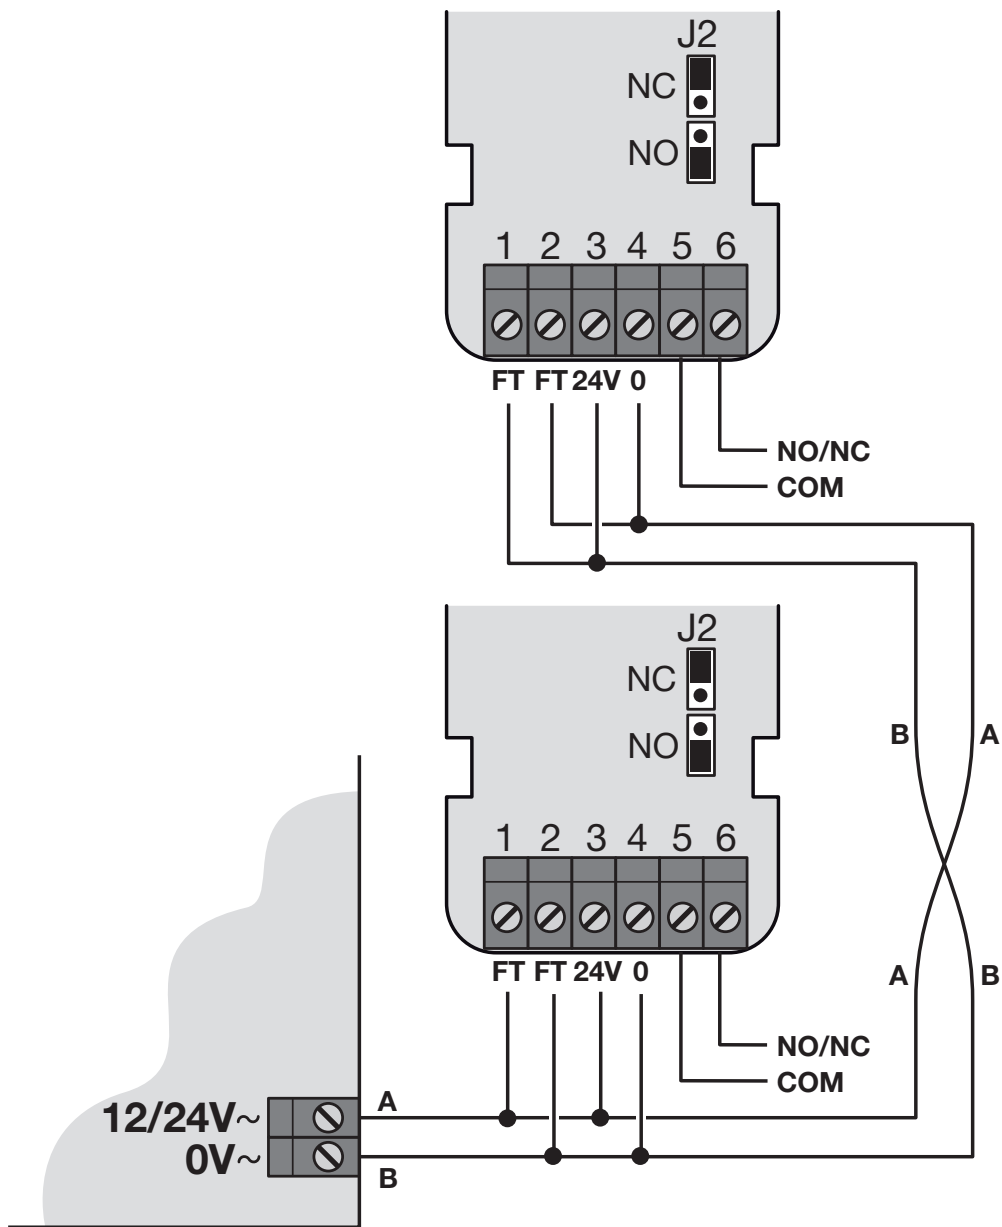 J2
NC
NO
1 2 3 4 5 6
FT FT 24V 0
NO/NC
COM
J2
NC
NO
B A
1 2 3 4 5 6
FT FT 24V 0
A B
NO/NC
COM
12/24V~ A
0V~ B